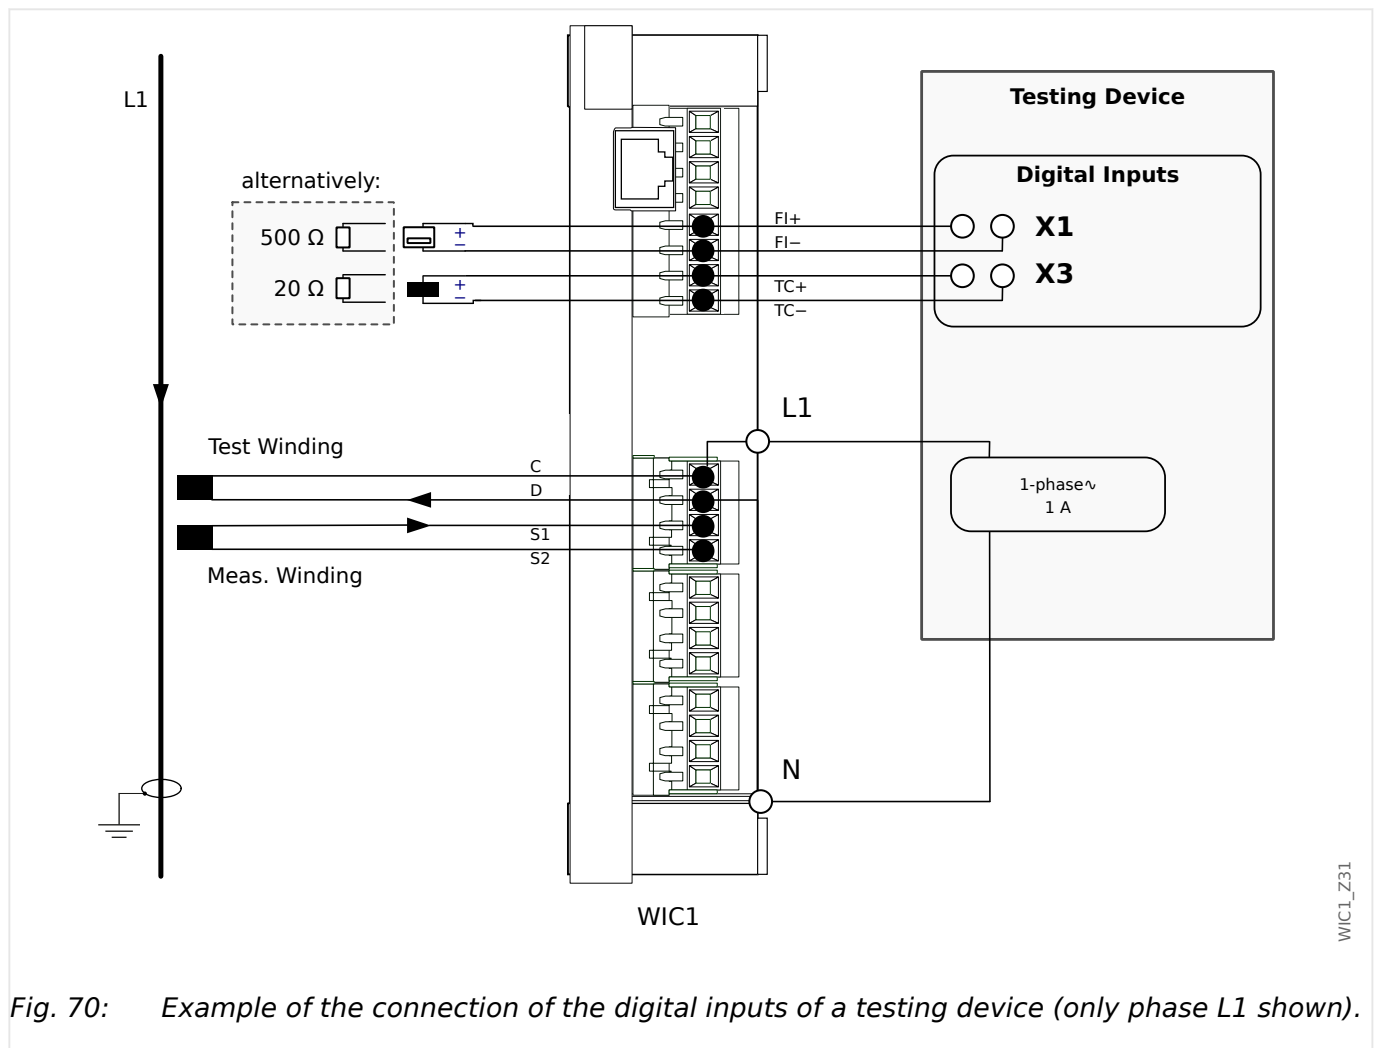 L1
alternatively:
500 Ω
20 Ω
+
−
+
−
FI+
FI−
TC+
TC−
Testing Device
Digital Inputs
X1
X3
L1
Test Winding
C
D
S1
S2
Meas. Winding
1-phase∿
1 A
N
WIC1
WIC1_Z31
Fig. 70: Example of the connection of the digital inputs of a testing device (only phase L1 shown).